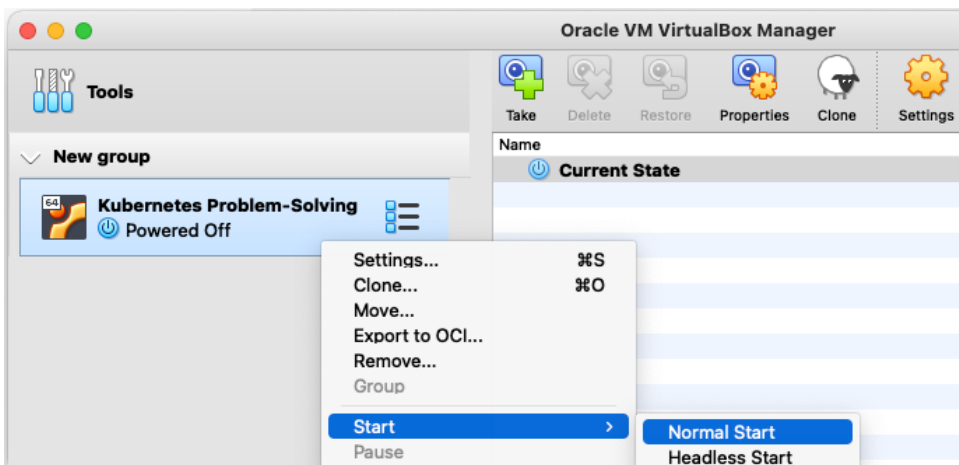 Oracle VM VirtualBox Manager
Tools
Take Delete Restore Properties Clone Settings
Name
New group
Current State
64
Kubernetes Problem-Solving
Powered Off
Settings... ⌘S
Clone... ⌘O
Move...
Export to OCI...
Remove...
Group
Start >
Normal Start
Pause
Headless Start